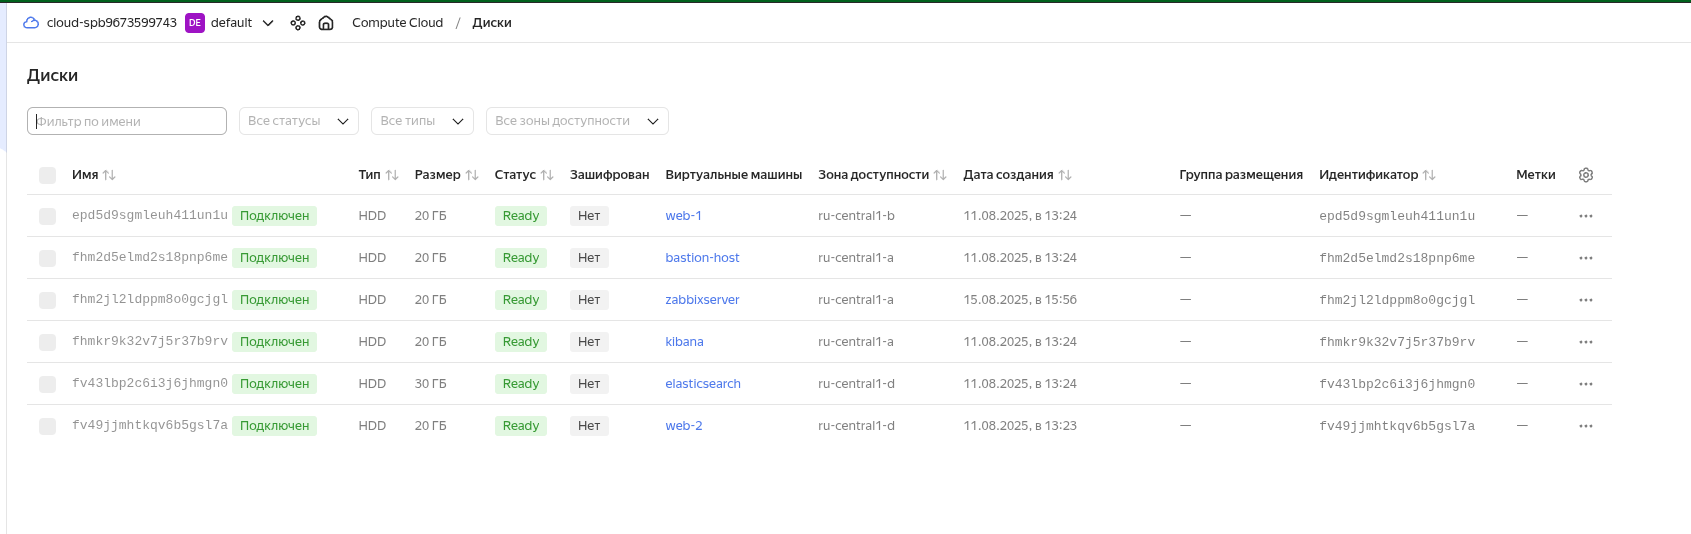 cloud-spb9673599743 DE default Compute Cloud / Диски
Диски
Фильтр по имени Все статусы Все типы Все зоны доступности
Имя Тип Размер Статус Зашифрован Виртуальные машины Зона доступности Дата создания Группа размещения Идентификатор Метки
epd5d9sgmleuh411un1u Подключен HDD 20 ГБ Ready Нет web-1 ru-central1-b 11.08.2025, в 13:24 — epd5d9sgmleuh411un1u —
fhm2d5elmd2s18pnp6me Подключен HDD 20 ГБ Ready Нет bastion-host ru-central1-a 11.08.2025, в 13:24 — fhm2d5elmd2s18pnp6me —
fhm2jl2ldppm8o0gcjgl Подключен HDD 20 ГБ Ready Нет zabbixserver ru-central1-a 15.08.2025, в 15:56 — fhm2jl2ldppm8o0gcjgl —
fhmkr9k32v7j5r37b9rv Подключен HDD 20 ГБ Ready Нет kibana ru-central1-a 11.08.2025, в 13:24 — fhmkr9k32v7j5r37b9rv —
fv43lbp2c6i3j6jhmgn0 Подключен HDD 30 ГБ Ready Нет elasticsearch ru-central1-d 11.08.2025, в 13:24 — fv43lbp2c6i3j6jhmgn0 —
fv49jjmhtkqv6b5gsl7a Подключен HDD 20 ГБ Ready Нет web-2 ru-central1-d 11.08.2025, в 13:23 — fv49jjmhtkqv6b5gsl7a —